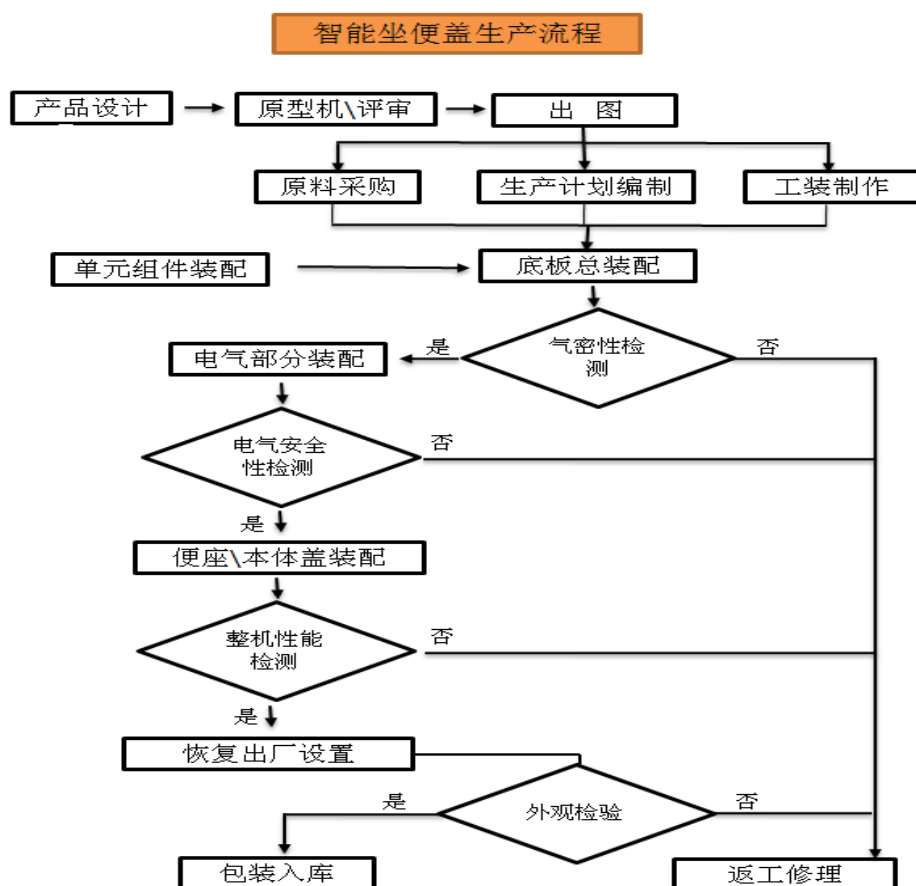 智能坐便盖生产流程
产品设计
原型机\评审
出 图
原料采购
生产计划编制
工装制作
单元组件装配
底板总装配
气密性检
测
是
否
电气部分装配
电气安全
性检测
否
是
便座\本体盖装配
整机性能
检测
否
是
恢复出厂设置
外观检验
是
否
包装入库
返工修理